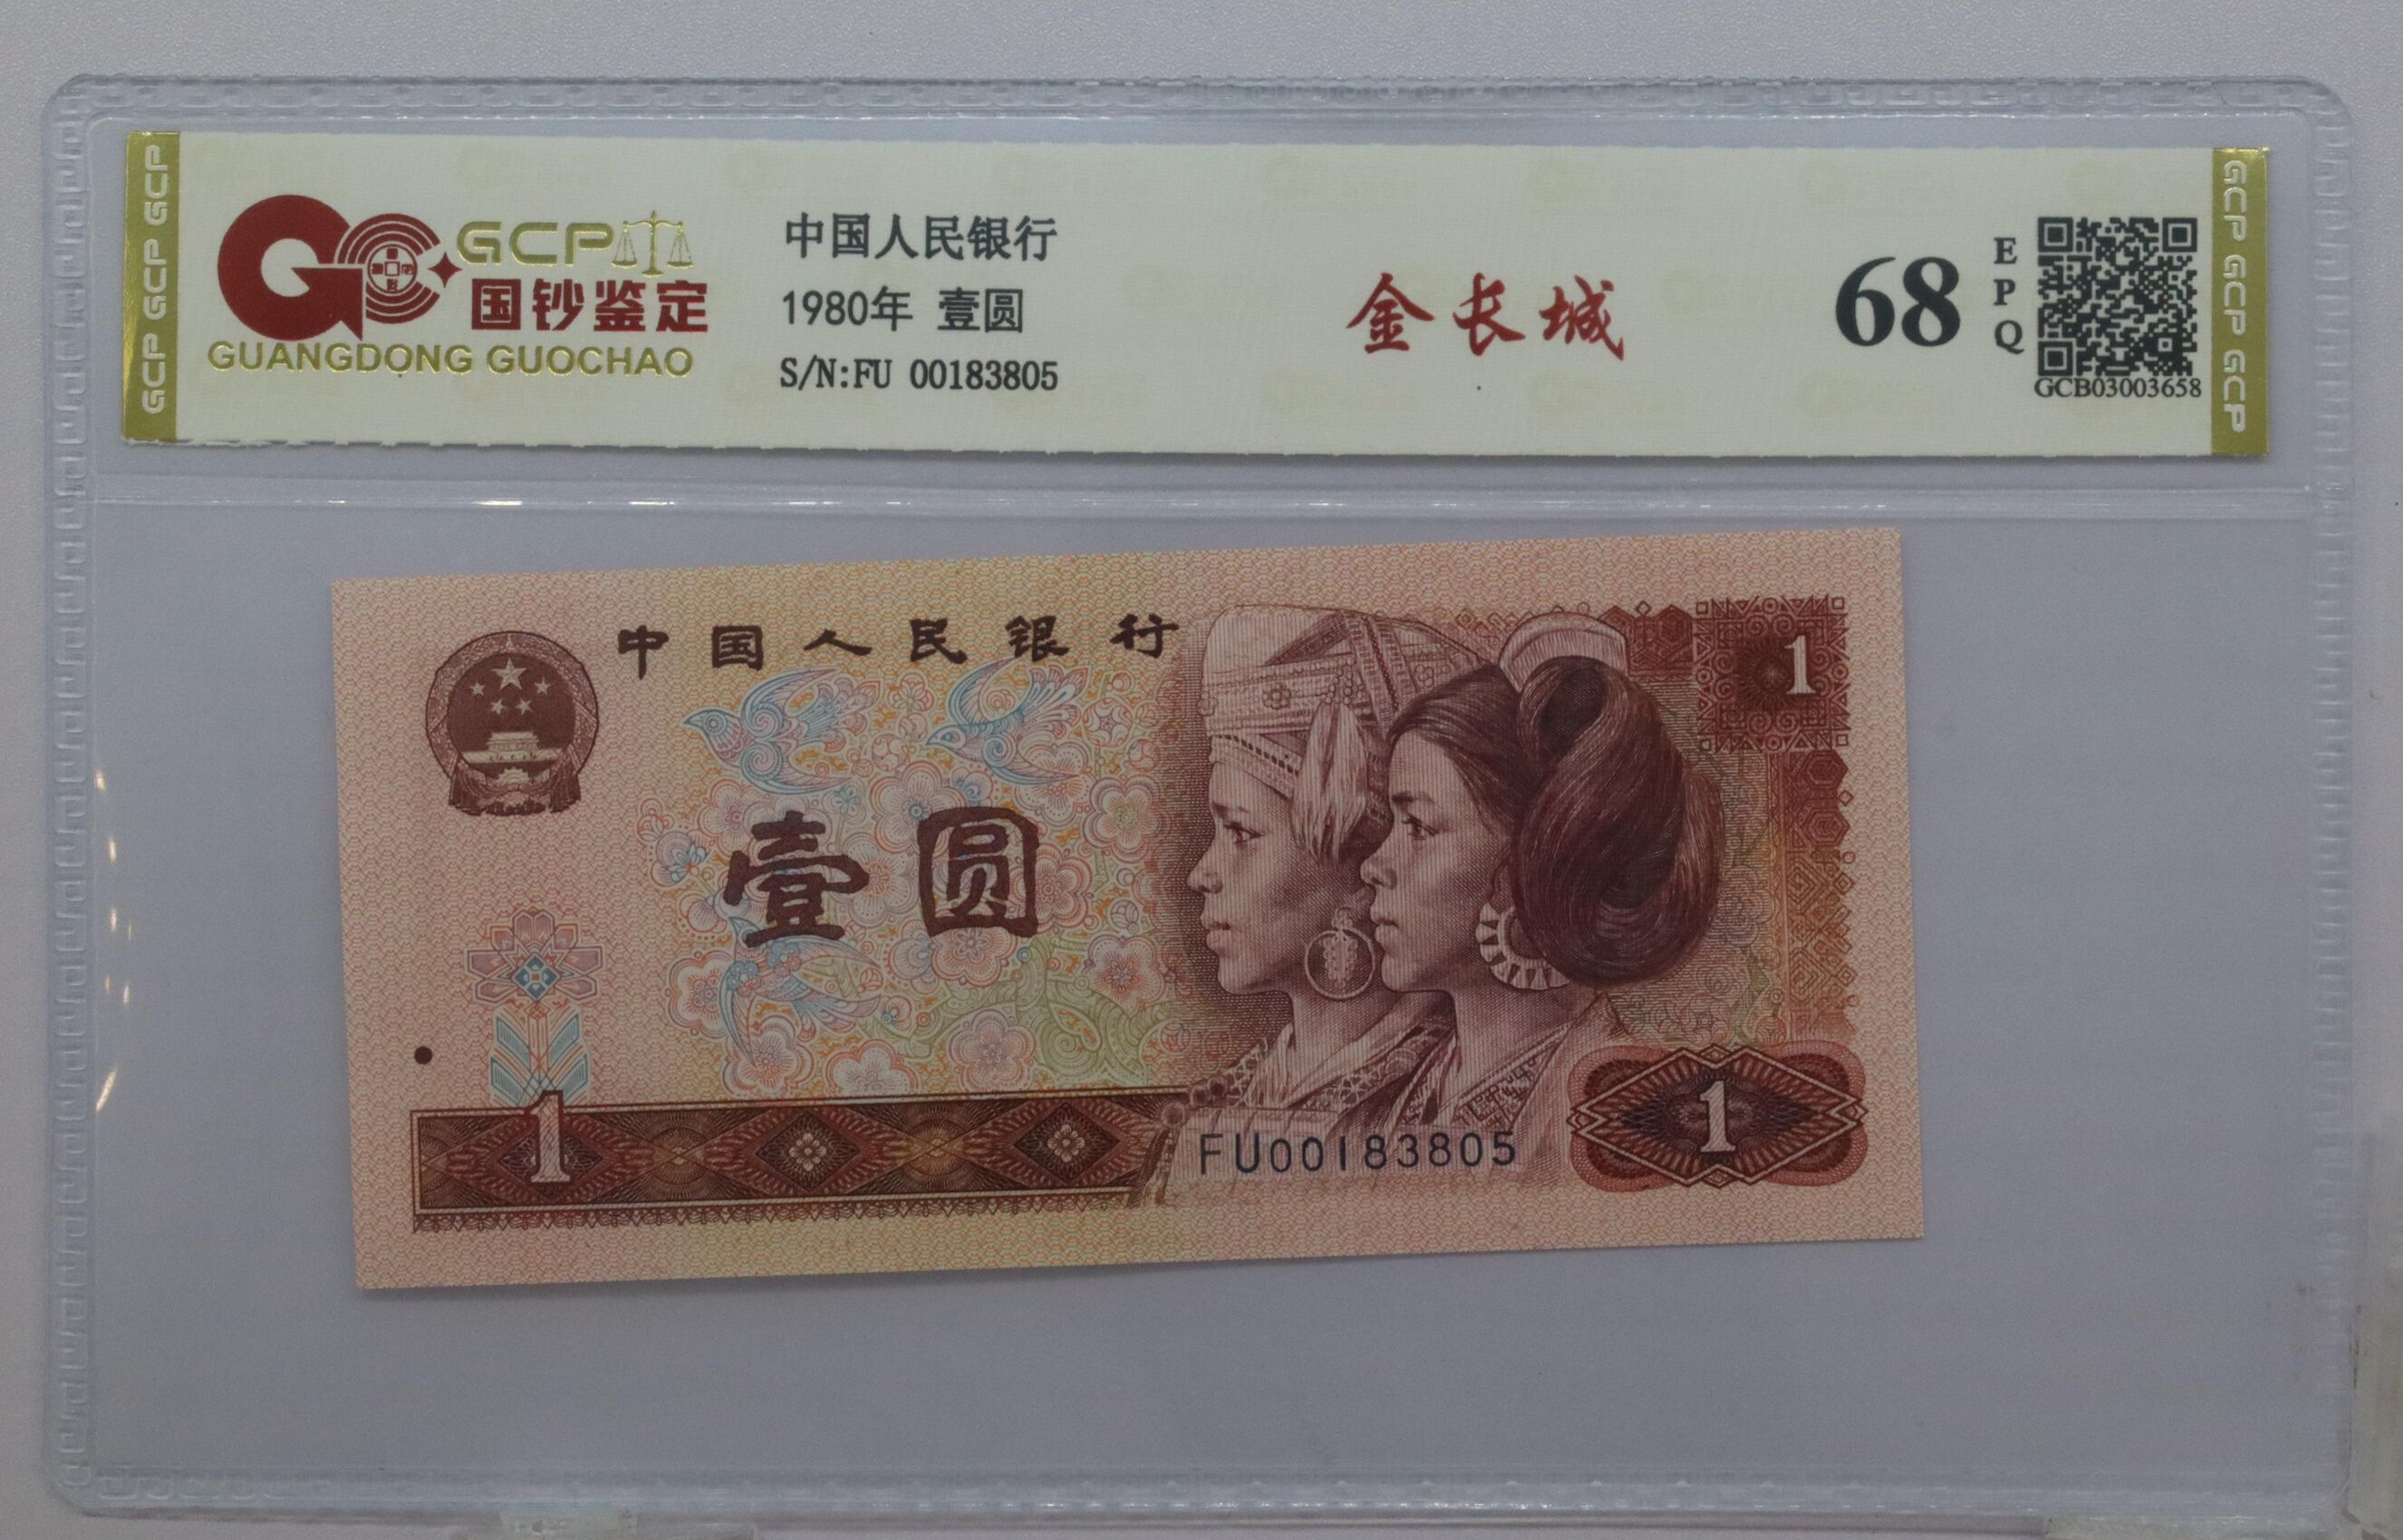 GCP GCP GCP
GCP
国钞鉴定
GUANGDONG GUOCHAO
中国人民银行
1980年 壹圆
S/N:FU 00183805
金长城
68
EPQ
GCB03003658
GCP GCP GCP
中国人民银行
1
壹圆
1
FU00183805
1